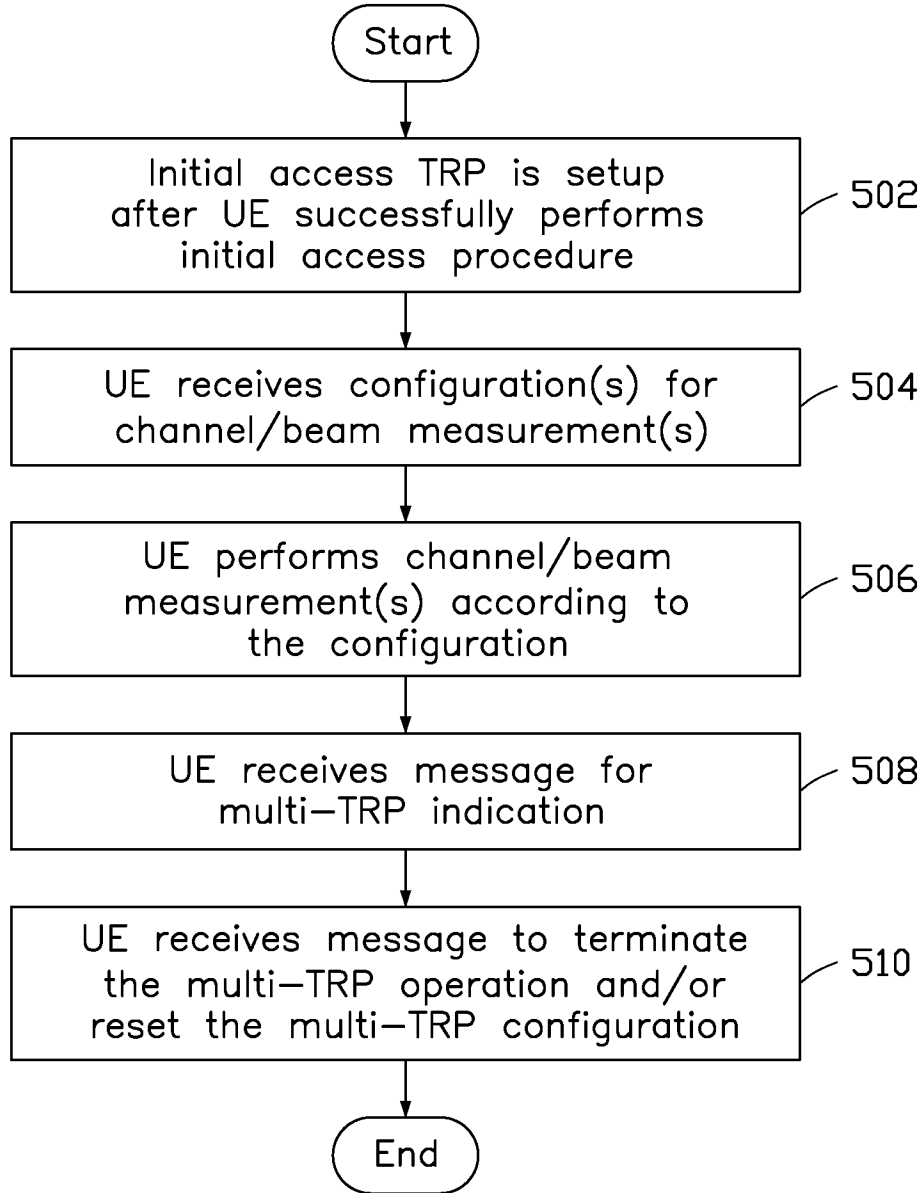 Start
Initial access TRP is setup
after UE successfully performs
initial access procedure
502
UE receives configuration(s) for
channel/beam measurement(s)
504
UE performs channel/beam
measurement(s) according to
the configuration
506
UE receives message for
multi-TRP indication
508
UE receives message to terminate
the multi-TRP operation and/or
reset the multi-TRP configuration
510
End